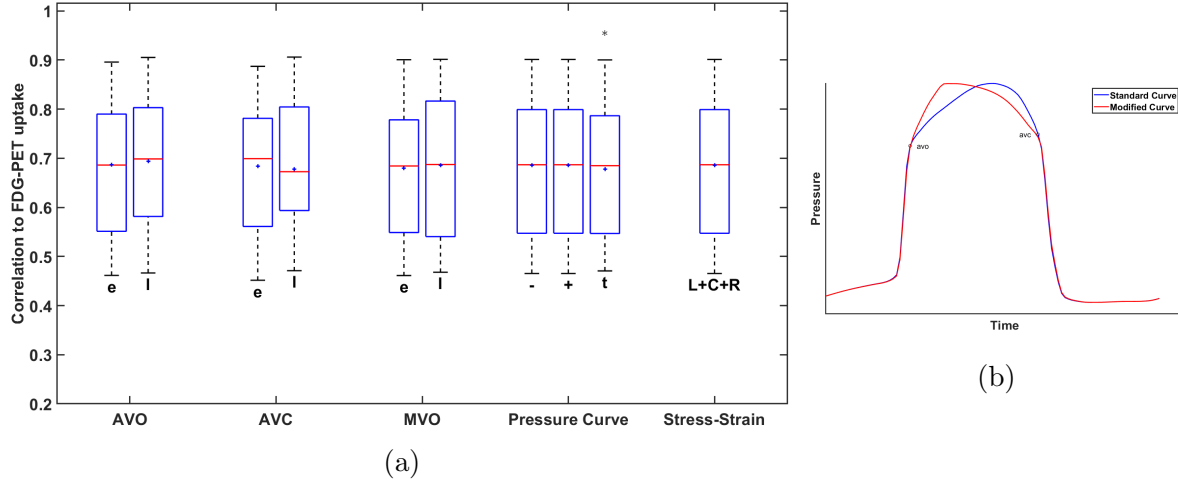 Correlation to FDG-PET uptake
1
0.9
0.8
0.7
0.6
0.5
0.4
0.3
0.2
e
l
e
l
e
l
-
+
t
*
L+C+R
AVO
AVC
MVO
Pressure Curve
Stress-Strain
(a)
Standard Curve
Modified Curve
avo
avc
Pressure
Time
(b)